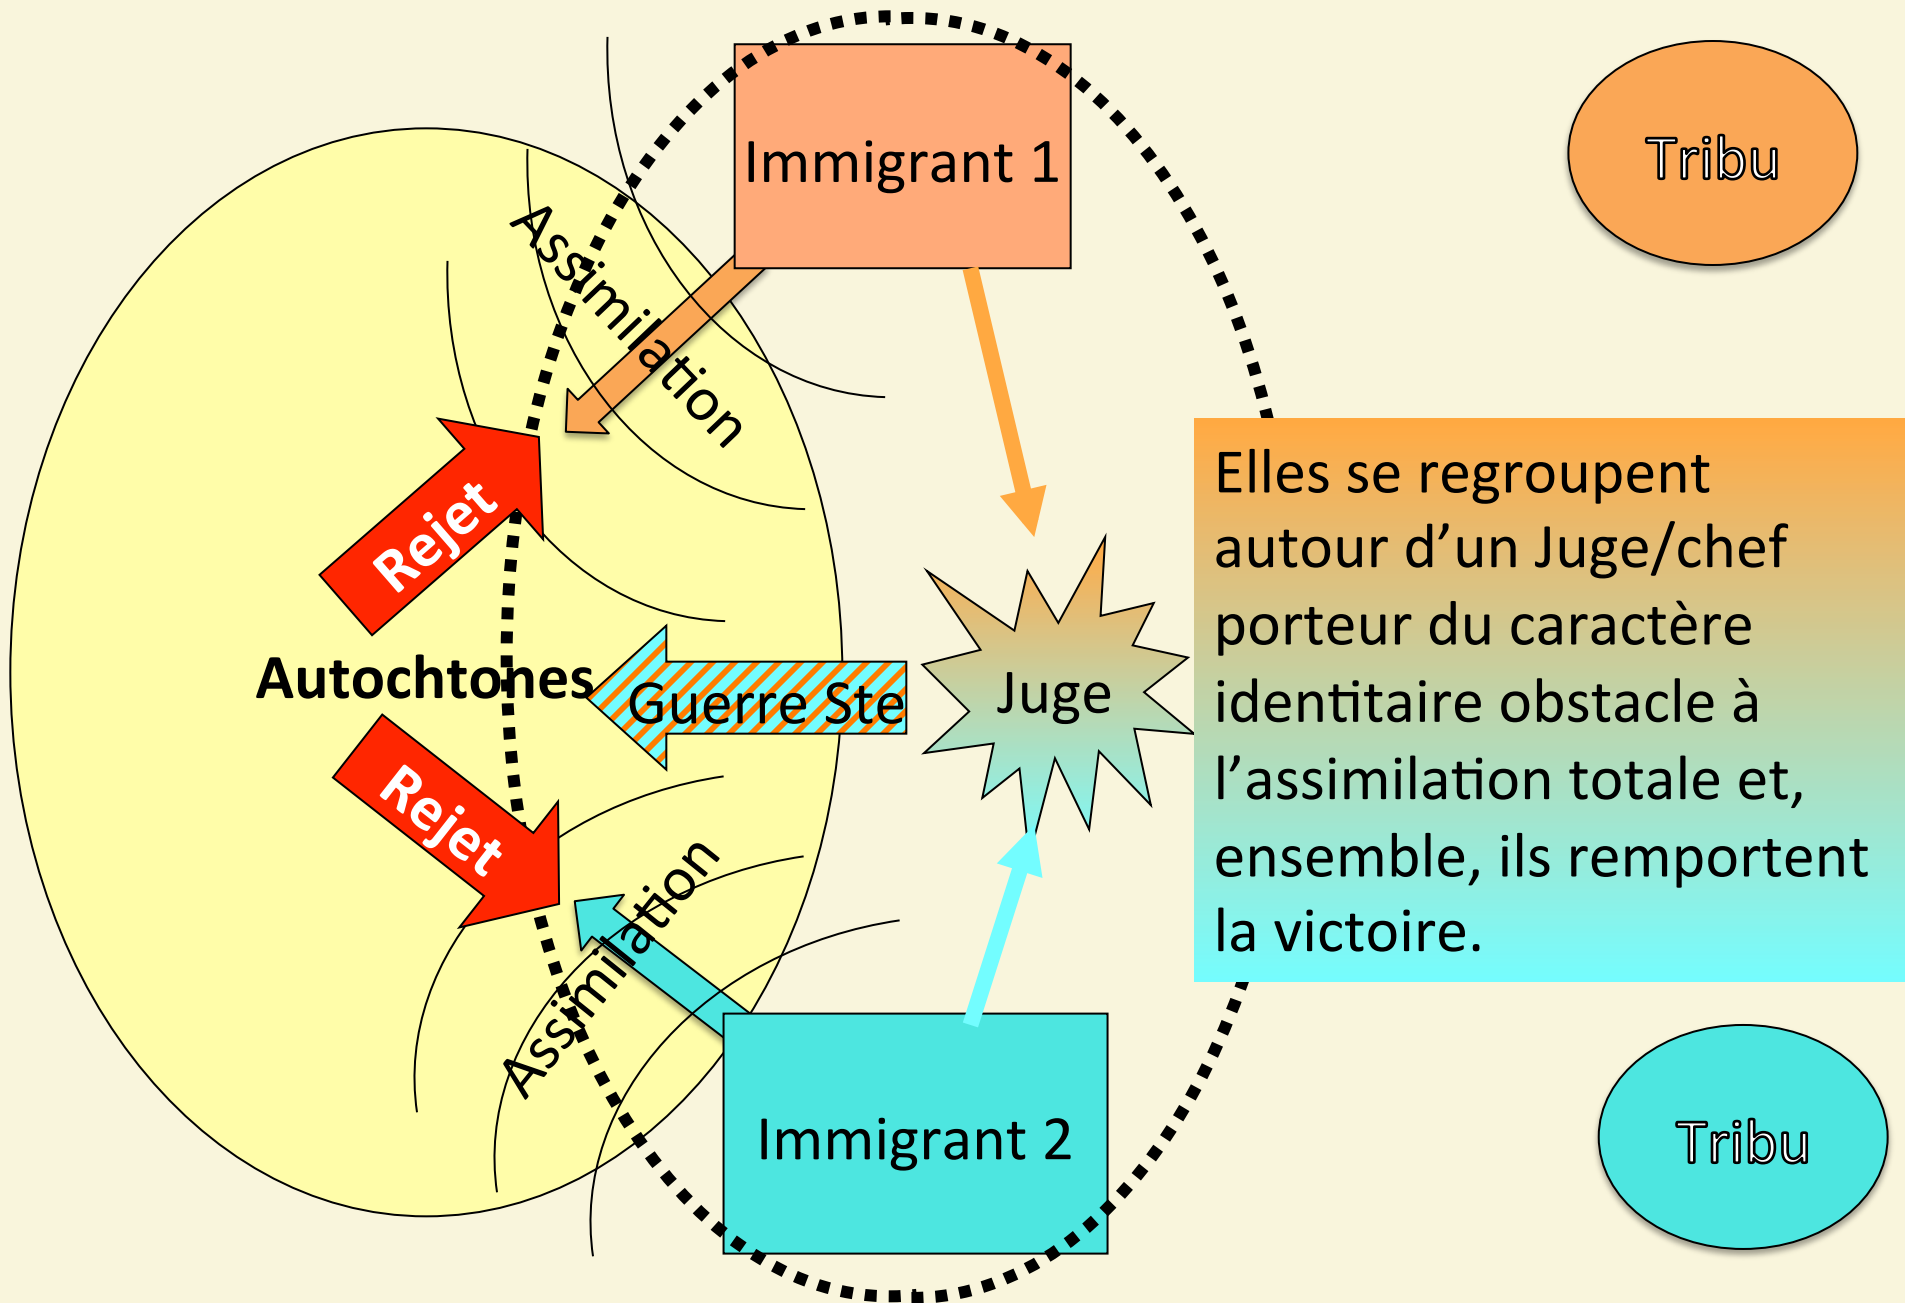 Immigrant 1
Tribu
Assimilation
Rejet
Elles se regroupent
autour d’un Juge/chef
porteur du caractère
identitaire obstacle à
l’assimilation totale et,
ensemble, ils remportent
la victoire.
Autochtones
Guerre Ste
Juge
Rejet
Assimilation
Immigrant 2
Tribu